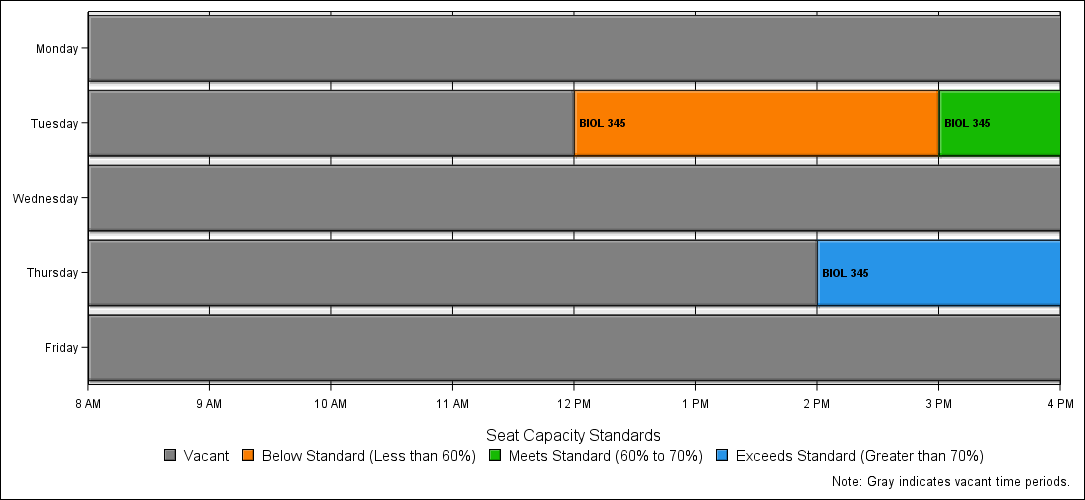 Monday
Tuesday
BIOL 345 BIOL 345
Wednesday
Thursday
BIOL 345
Friday
8 AM 9 AM 10 AM 11 AM 12 PM 1 PM 2 PM 3 PM 4 PM
Seat Capacity Standards
Vacant Below Standard (Less than 60%) Meets Standard (60% to 70%) Exceeds Standard (Greater than 70%)
Note: Gray indicates vacant time periods.